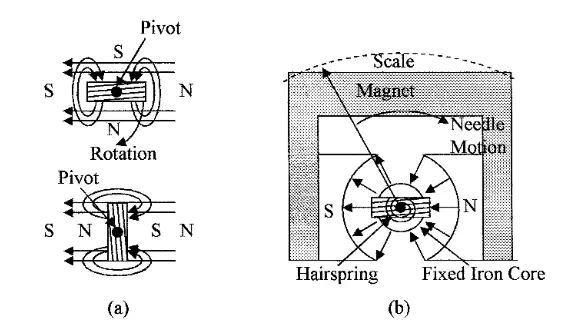 Pivot
S
S N
N
Rotation
Pivot
S N S N
(a)
Scale
Magnet
Needle
Motion
S N
Hairspring Fixed Iron Core
(b)